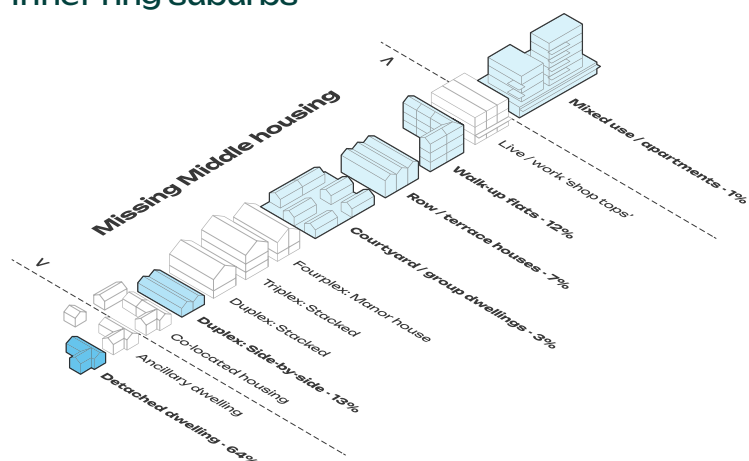 Inner ring suburbs
Missing Middle housing
Mixed use / apartments - 1%
Live / work 'shop tops'
Walk-up flats - 12%
Row / terrace houses - 7%
Courtyard / group dwellings - 3%
Fourplex: Manor house
Triplex: Stacked
Duplex: Stacked
Duplex: Side-by-side - 13%
Co-located housing
Ancillary dwelling
Detached dwelling - 64%